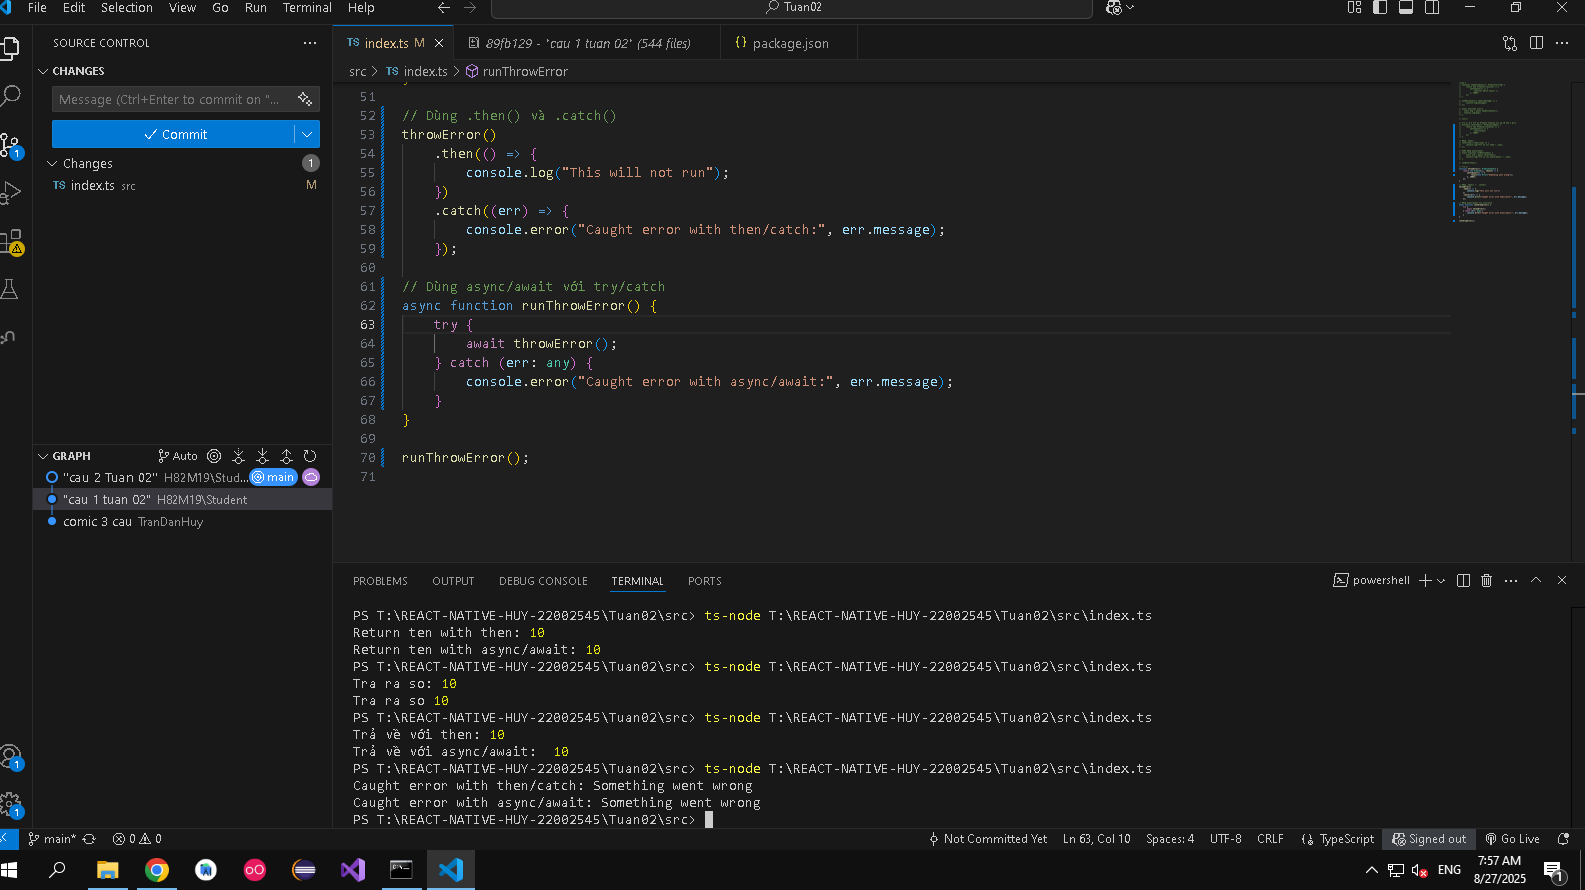 File Edit Selection View Go Run Terminal Help
Tuan02
SOURCE CONTROL
TS index.ts M
89fb129 - "cau 1 tuan 02" (544 files)
{} package.json
src > TS index.ts > runThrowError
CHANGES
Message (Ctrl+Enter to commit on "...
Commit
Changes 1
TS index.ts src M
1
GRAPH
Auto
"cau 2 Tuan 02" H82M19\Stud... main
"cau 1 tuan 02" H82M19\Student
comic 3 cau TranDanHuy
1
1
51
52 // Dùng .then() và .catch()
53 throwError()
54 .then(() => {
55 console.log("This will not run");
56 })
57 .catch((err) => {
58 console.error("Caught error with then/catch:", err.message);
59 });
60
61 // Dùng async/await với try/catch
62 async function runThrowError() {
63 try {
64 await throwError();
65 } catch (err: any) {
66 console.error("Caught error with async/await:", err.message);
67 }
68 }
69
70 runThrowError();
71
PROBLEMS OUTPUT DEBUG CONSOLE TERMINAL PORTS
powershell
PS T:\REACT-NATIVE-HUY-22002545\Tuan02\src> ts-node T:\REACT-NATIVE-HUY-22002545\Tuan02\src\index.ts
Return ten with then: 10
Return ten with async/await: 10
PS T:\REACT-NATIVE-HUY-22002545\Tuan02\src> ts-node T:\REACT-NATIVE-HUY-22002545\Tuan02\src\index.ts
Tra ra so: 10
Tra ra so 10
PS T:\REACT-NATIVE-HUY-22002545\Tuan02\src> ts-node T:\REACT-NATIVE-HUY-22002545\Tuan02\src\index.ts
Trả về với then: 10
Trả về với async/await:  10
PS T:\REACT-NATIVE-HUY-22002545\Tuan02\src> ts-node T:\REACT-NATIVE-HUY-22002545\Tuan02\src\index.ts
Caught error with then/catch: Something went wrong
Caught error with async/await: Something went wrong
PS T:\REACT-NATIVE-HUY-22002545\Tuan02\src>
main* 0 0
Not Committed Yet Ln 63, Col 10 Spaces: 4 UTF-8 CRLF {} TypeScript Signed out Go Live
ENG
7:57 AM
8/27/2025
1